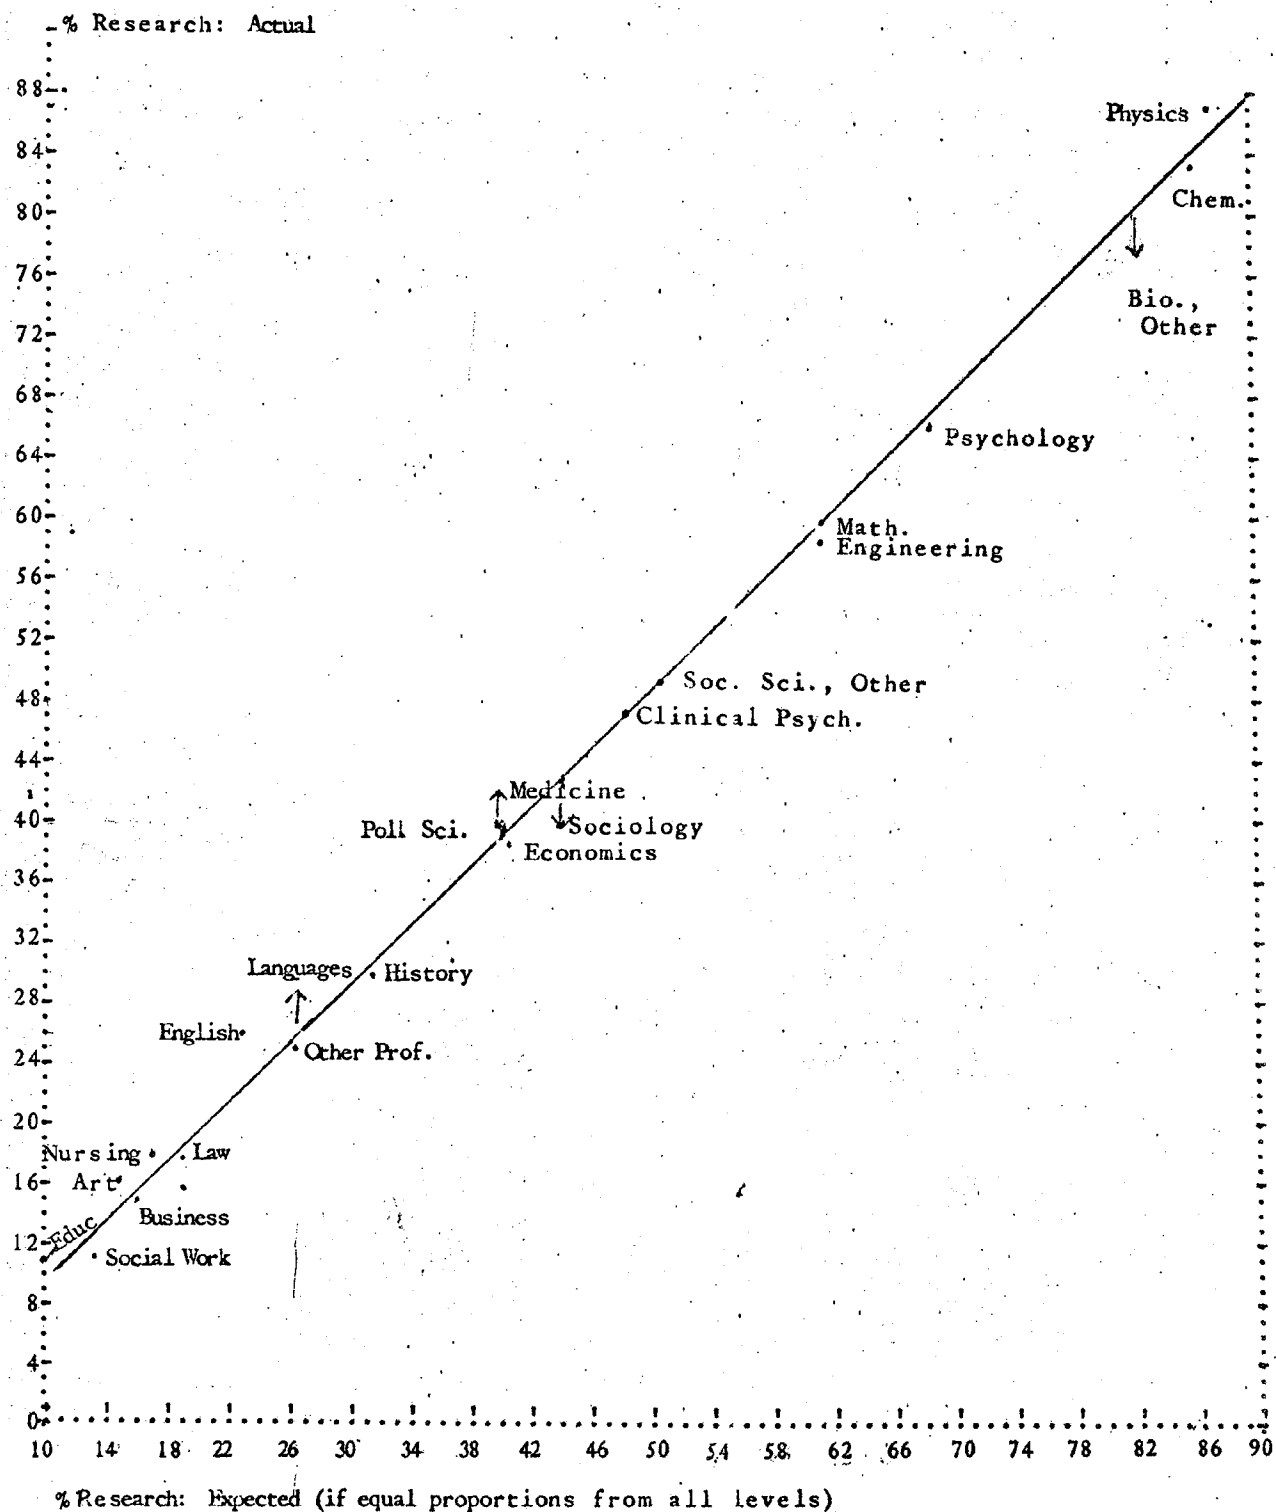 % Research: Actual
88
Physics
84
Chem.
80
76
Bio.,
Other
72
68
Psychology
64
60
Math.
Engineering
56
52
48
Soc. Sci., Other
Clinical Psych.
44
Medicine
40
Poli Sci.
Sociology
Economics
36
32
Languages
History
28
English
Other Prof.
24
20
Nursing
Law
16
Art
Business
Educ
12
Social Work
8
4
0
10 14 18 22 26 30 34 38 42 46 50 54 58 62 66 70 74 78 82 86 90
% Research: Expected (if equal proportions from all levels)